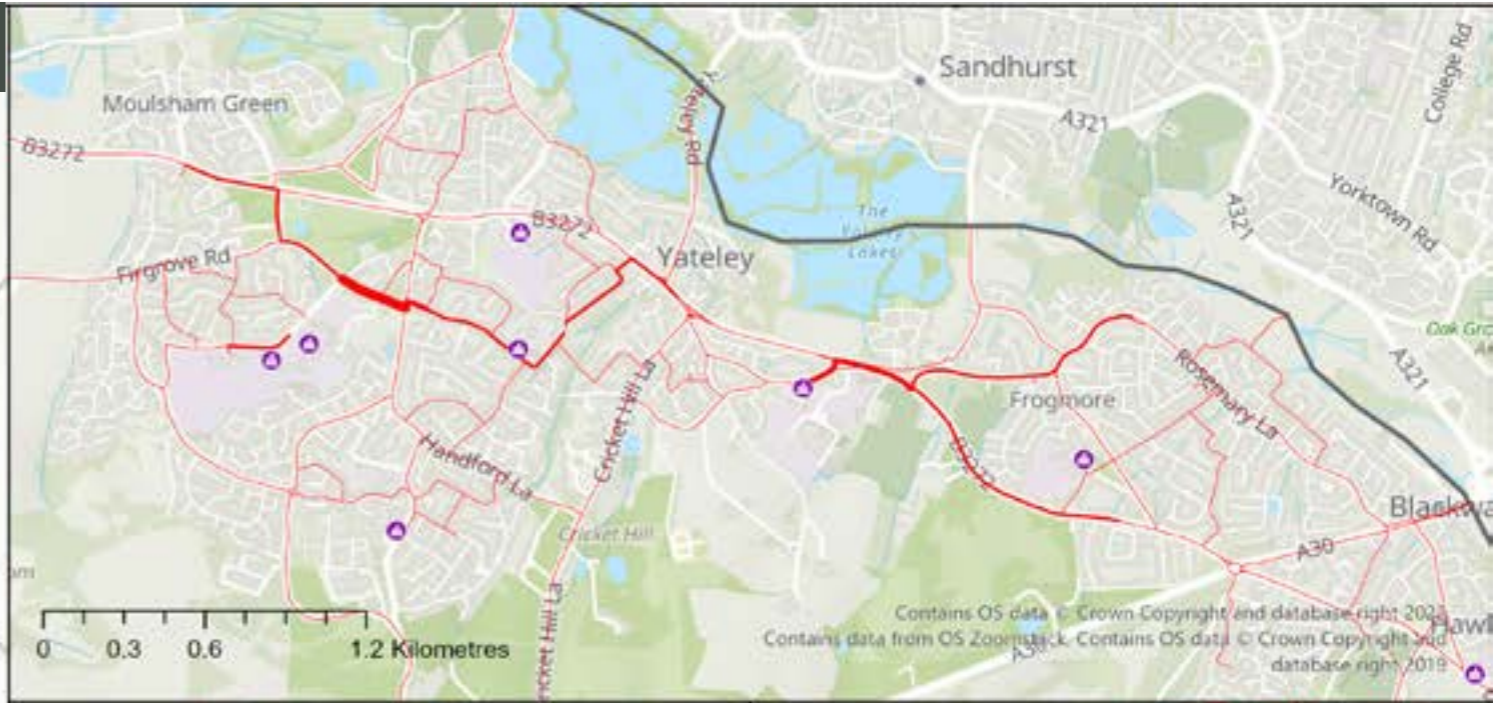 Sandhurst
Moulsham Green
College Rd
A321
B3272
Yorktown Rd
A321
The
Lakes
B3272
Yateley
Firgrove Rd
A321
Rosemary La
Frogmore
Cricket Hill La
Handford La
B3272
Cricket Hill
A30
Contains OS data © Crown Copyright and database right
Contains data from OS Zoomstack. Contains OS data © Crown Copyright and
database right 2019
A30
0 0.3 0.6 1.2 Kilometres